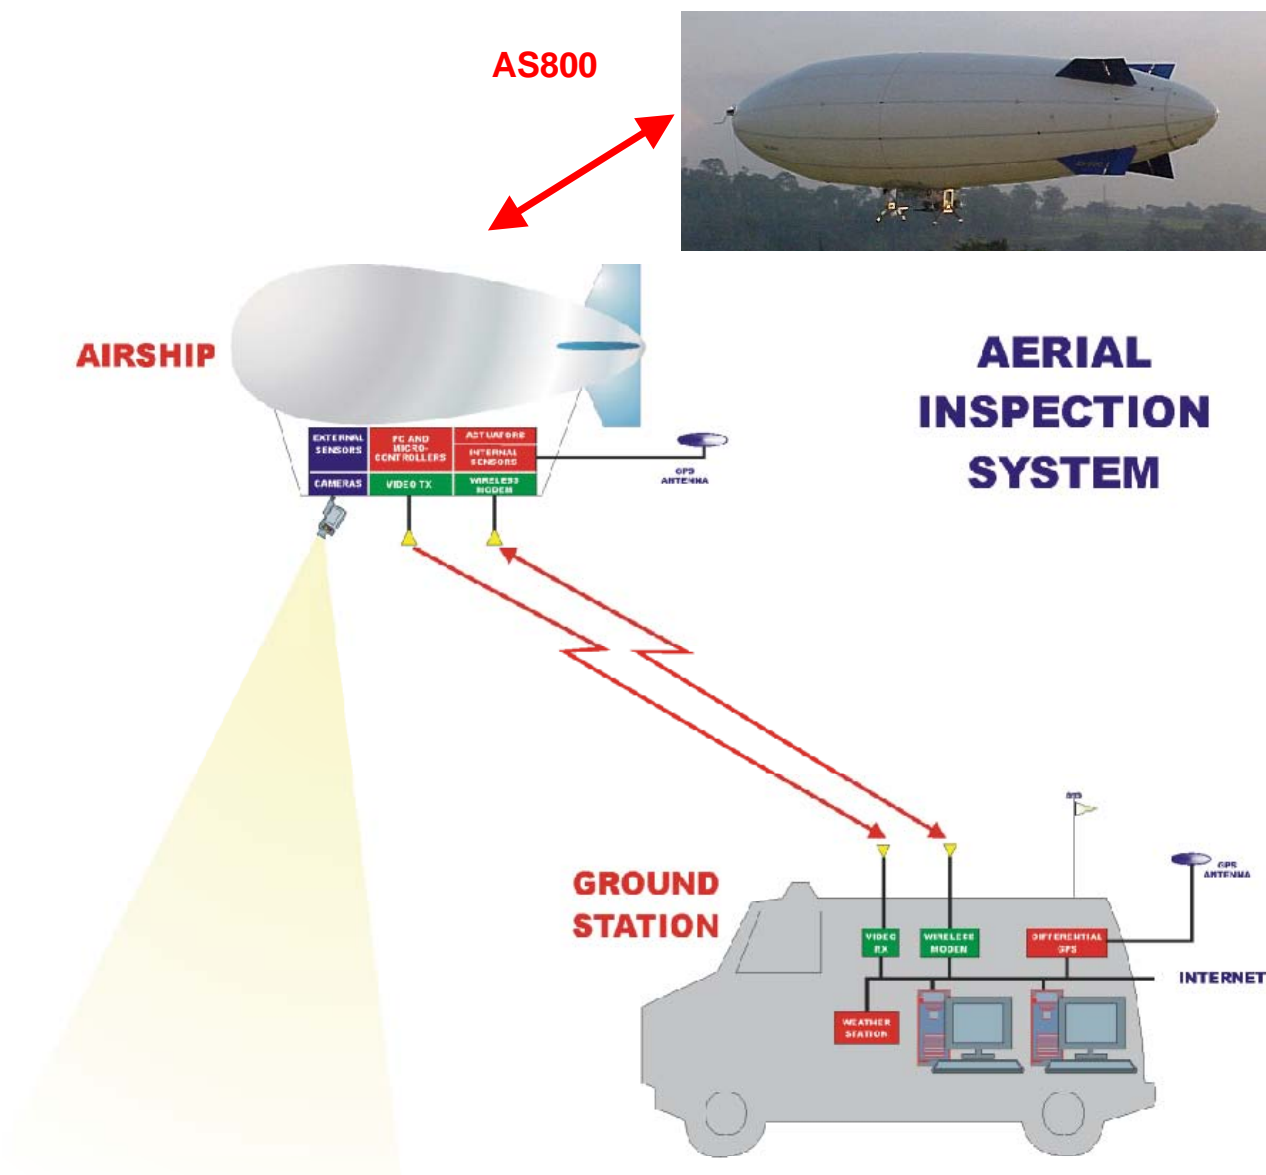 AS800
AIRSHIP
AERIAL
INSPECTION
SYSTEM
EXTERNAL
SENSORS
PC AND
MICRO-
CONTROLLERS
ACTUATORS
INTERNAL
SENSORS
CAMERAS
VIDEO TX
WIRELESS
MODEM
GPS
ANTENNA
GROUND
STATION
VIDEO
RX
WIRELESS
MODEM
DIFFERENTIAL
GPS
GPS
ANTENNA
INTERNET
WEATHER
STATION